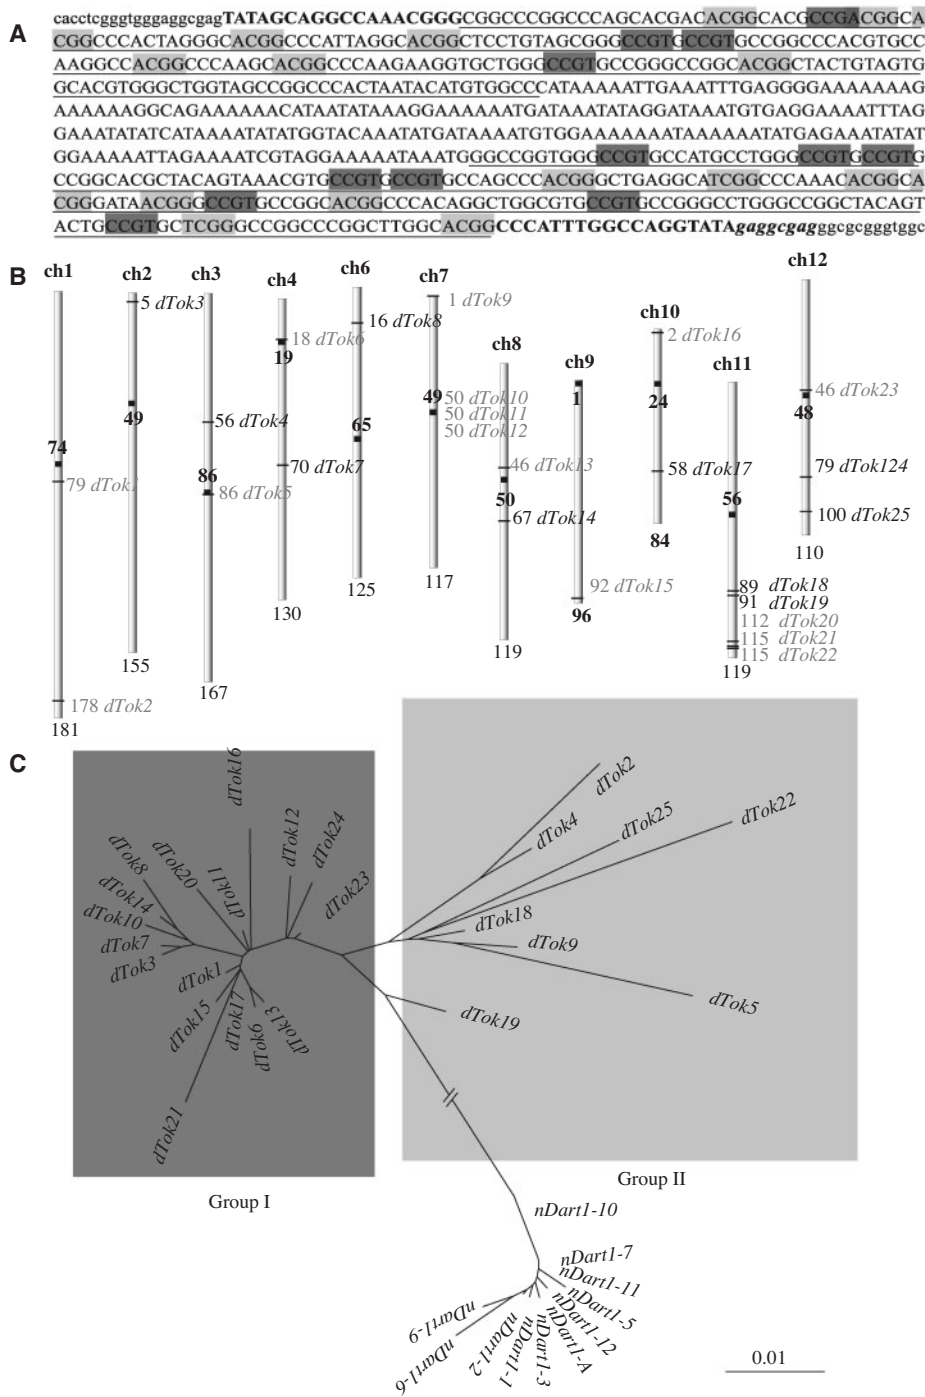 A
cacctcgggtgggaggcgagTATAGCAGGCCAAACGGGCGGCCCGGCCCAGCACGACACGGCACGCCCGACGGCA
CGGCCCACTAGGGCACGGCCCATTAGGCACGGCTCCTGTAGCGGGCCGTGCCGTGCCGGCCCACGTGCC
AAGGCCACGGCCCAAGCACGGCCCAAGAAGGTGCTGGGCCGTGCCGGGCCGGCACGGCTACTGTAGTG
GCACGTGGGCTGGTAGCCGGCCCACTAATACATGTGGCCCATAAAAATTGAAATTTGAGGGGAAAAAAAG
AAAAAAGGCAGAAAAAACATAATATAAAGGAAAAAATGATAAATATAGGATAAATGTGAGGAAAATTTAG
GAAATATATCATAAAATATATGGTACAAATATGATAAAATGTGGAAAAAAATAAAAAATATGAGAAATATAT
GGAAAAATTAGAAAATCGTAGGAAAAATAAATGGGCCGGTGGGCCGTGCCATGCCTGGGCCGTGCCGTG
CCGGCACGCTACAGTAAACGTGCCGTGCCGTGCCAGCCCACGGGCTGAGGCATCGGCCCAAACACGGCA
CGGGATAACGGGCCGTGCCGGCACGGCCCACAGGCTGGCGTGCCGTGCCGGGCCTGGGCCGGCTACAGT
ACTGCCGTGCTCGGGCCGGCCCGGCTTGGCACGGCCCATTTGGCCAGGTATAgaggcgagggcgcgggtggc
B
ch1
ch2
ch3
ch4
ch6
ch7
ch8
ch9
ch10
ch11
ch12
74
79 dTok1
178 dTok2
181
5 dTok3
49
155
56 dTok4
86
86 dTok5
167
18 dTok6
19
70 dTok7
130
16 dTok8
65
125
1 dTok9
49
50 dTok10
50 dTok11
50 dTok12
117
46 dTok13
50
67 dTok14
119
1
92 dTok15
96
2 dTok16
24
58 dTok17
84
56
89 dTok18
91 dTok19
112 dTok20
115 dTok21
115 dTok22
119
46 dTok23
48
79 dTok124
100 dTok25
110
C
dTok16
dTok12
dTok24
dTok23
dTok11
dTok20
dTok8
dTok14
dTok10
dTok7
dTok3
dTok1
dTok15
dTok17
dTok6
dTok13
dTok21
Group I
dTok2
dTok4
dTok25
dTok22
dTok18
dTok9
dTok5
dTok19
Group II
nDart1-10
nDart1-7
nDart1-11
nDart1-5
nDart1-12
nDart1-A
nDart1-3
nDart1-1
nDart1-2
nDart1-9
nDart1-6
0.01